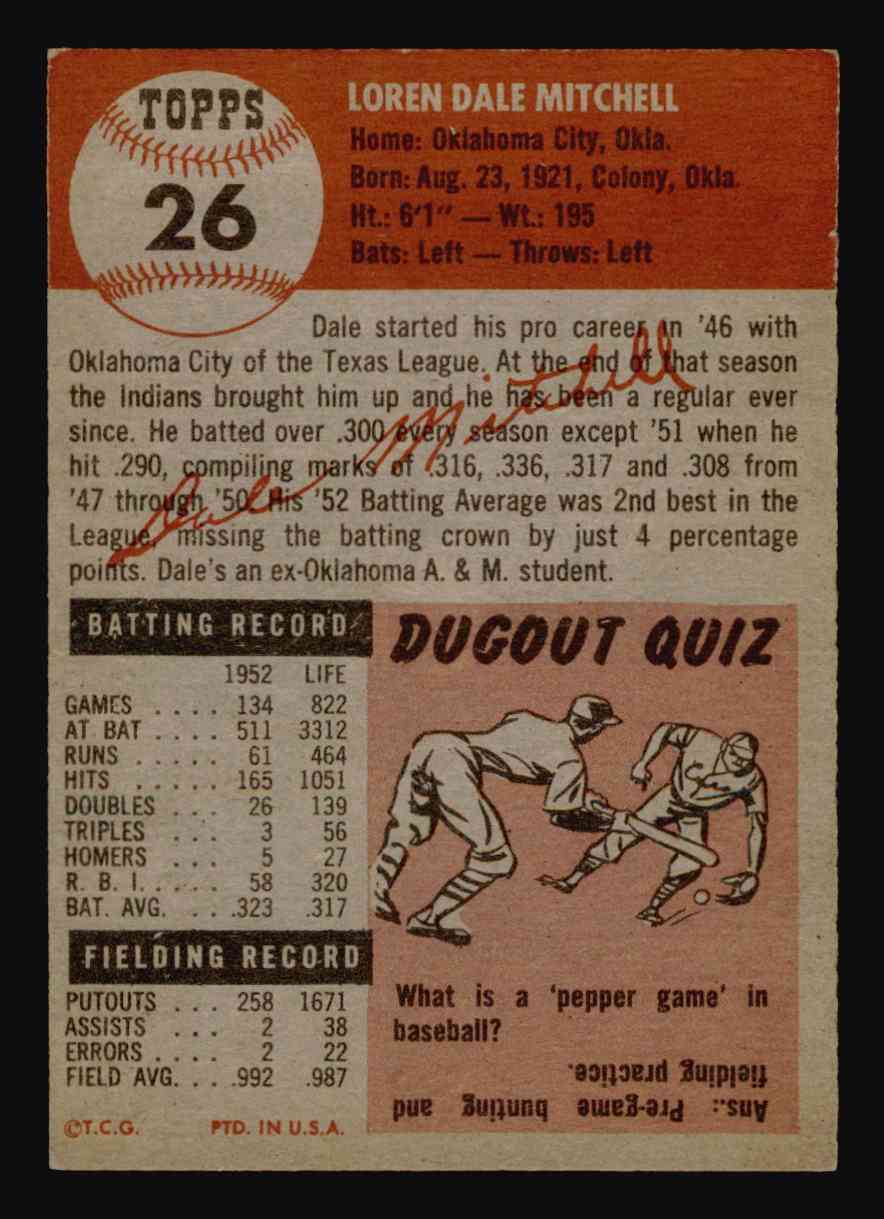 TOPPS
26
LOREN DALE MITCHELL
Home: Oklahoma City, Okla.
Born: Aug. 23, 1921, Colony, Okla.
Ht.: 6'1" — Wt.: 195
Bats: Left — Throws: Left
Dale started his pro career in '46 with
Oklahoma City of the Texas League. At the end of that season
the Indians brought him up and he has been a regular ever
since. He batted over .300 every season except '51 when he
hit .290, compiling marks of .316, .336, .317 and .308 from
'47 through '50. His '52 Batting Average was 2nd best in the
League, missing the batting crown by just 4 percentage
points. Dale's an ex-Oklahoma A. & M. student.
Dale Mitchell
BATTING RECORD
1952 LIFE
GAMES . . . . 134 822
AT BAT . . . . 511 3312
RUNS . . . . . 61 464
HITS . . . . . 165 1051
DOUBLES . . . 26 139
TRIPLES . . . 3 56
HOMERS . . . 5 27
R. B. I. . . . . 58 320
BAT. AVG. . . .323 .317
FIELDING RECORD
PUTOUTS . . . 258 1671
ASSISTS . . . 2 38
ERRORS . . . . 2 22
FIELD AVG. . . .992 .987
©T.C.G. PTD. IN U.S.A.
DUGOUT QUIZ
What is a 'pepper game' in
baseball?
Ans.: Pre-game bunting and
fielding practice.